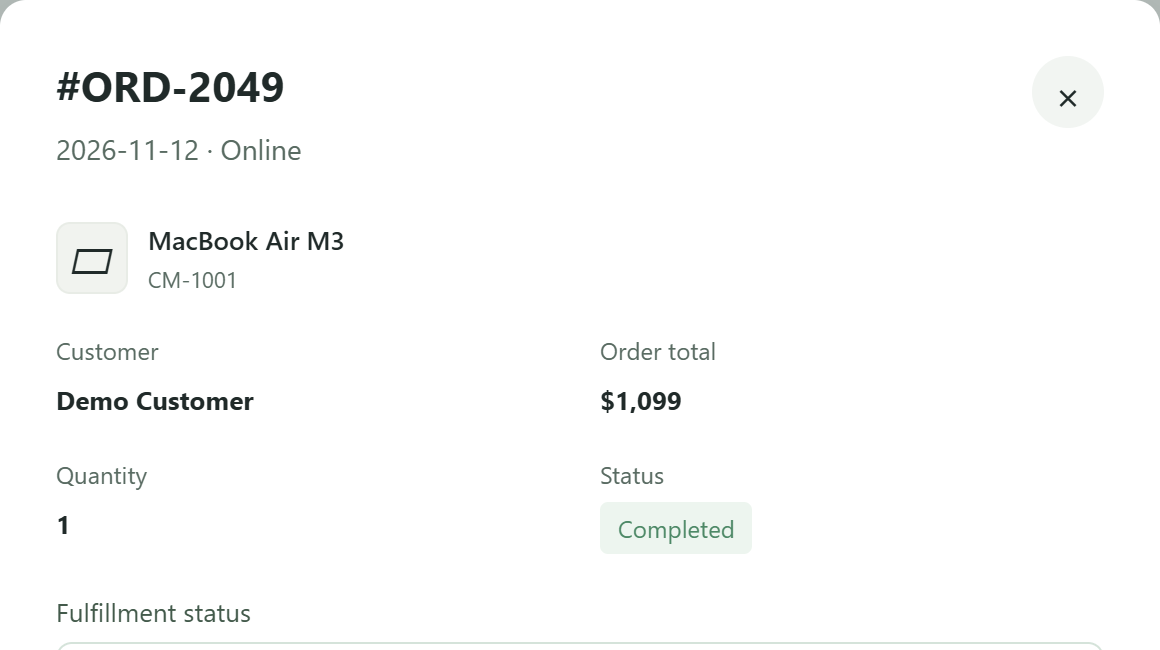 #ORD-2049
2026-11-12 · Online
MacBook Air M3
CM-1001
Customer
Order total
Demo Customer
$1,099
Quantity
Status
1
Completed
Fulfillment status